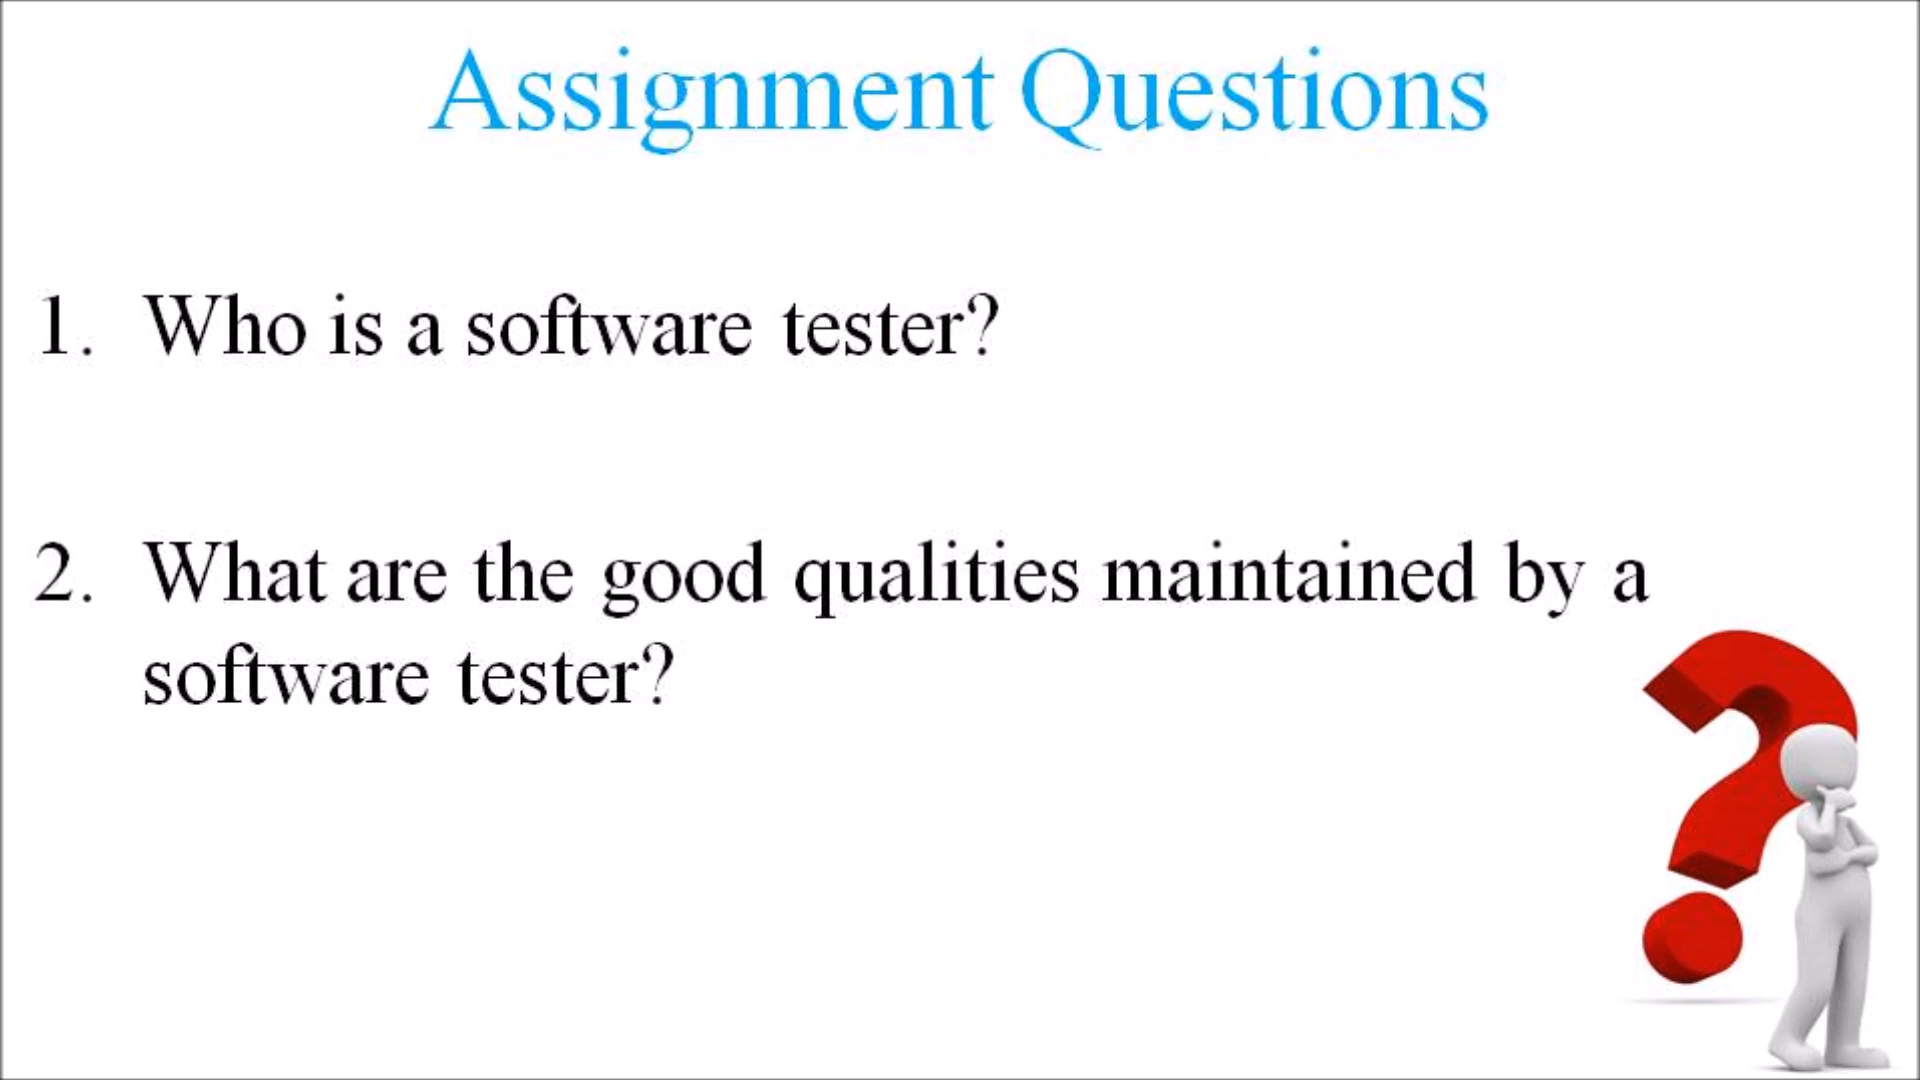 Assignment Questions
1. Who is a software tester?
2. What are the good qualities maintained by a
software tester?